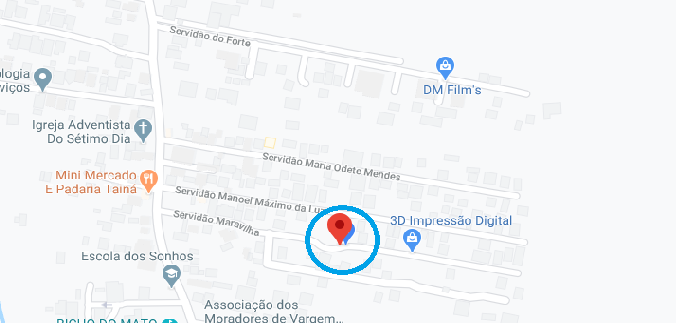 Servidão do Forte
ologia
viços
DM Film's
Igreja Adventista
Do Sétimo Dia
Servidão Maria Odete Mendes
Mini Mercado
E Padaria Tainá
Servidão Manoel Máximo da Luz
3D Impressão Digital
Servidão Maravilha
Escola dos Sonhos
Associação dos
Moradores de Vargem...
BICHO DO MATO